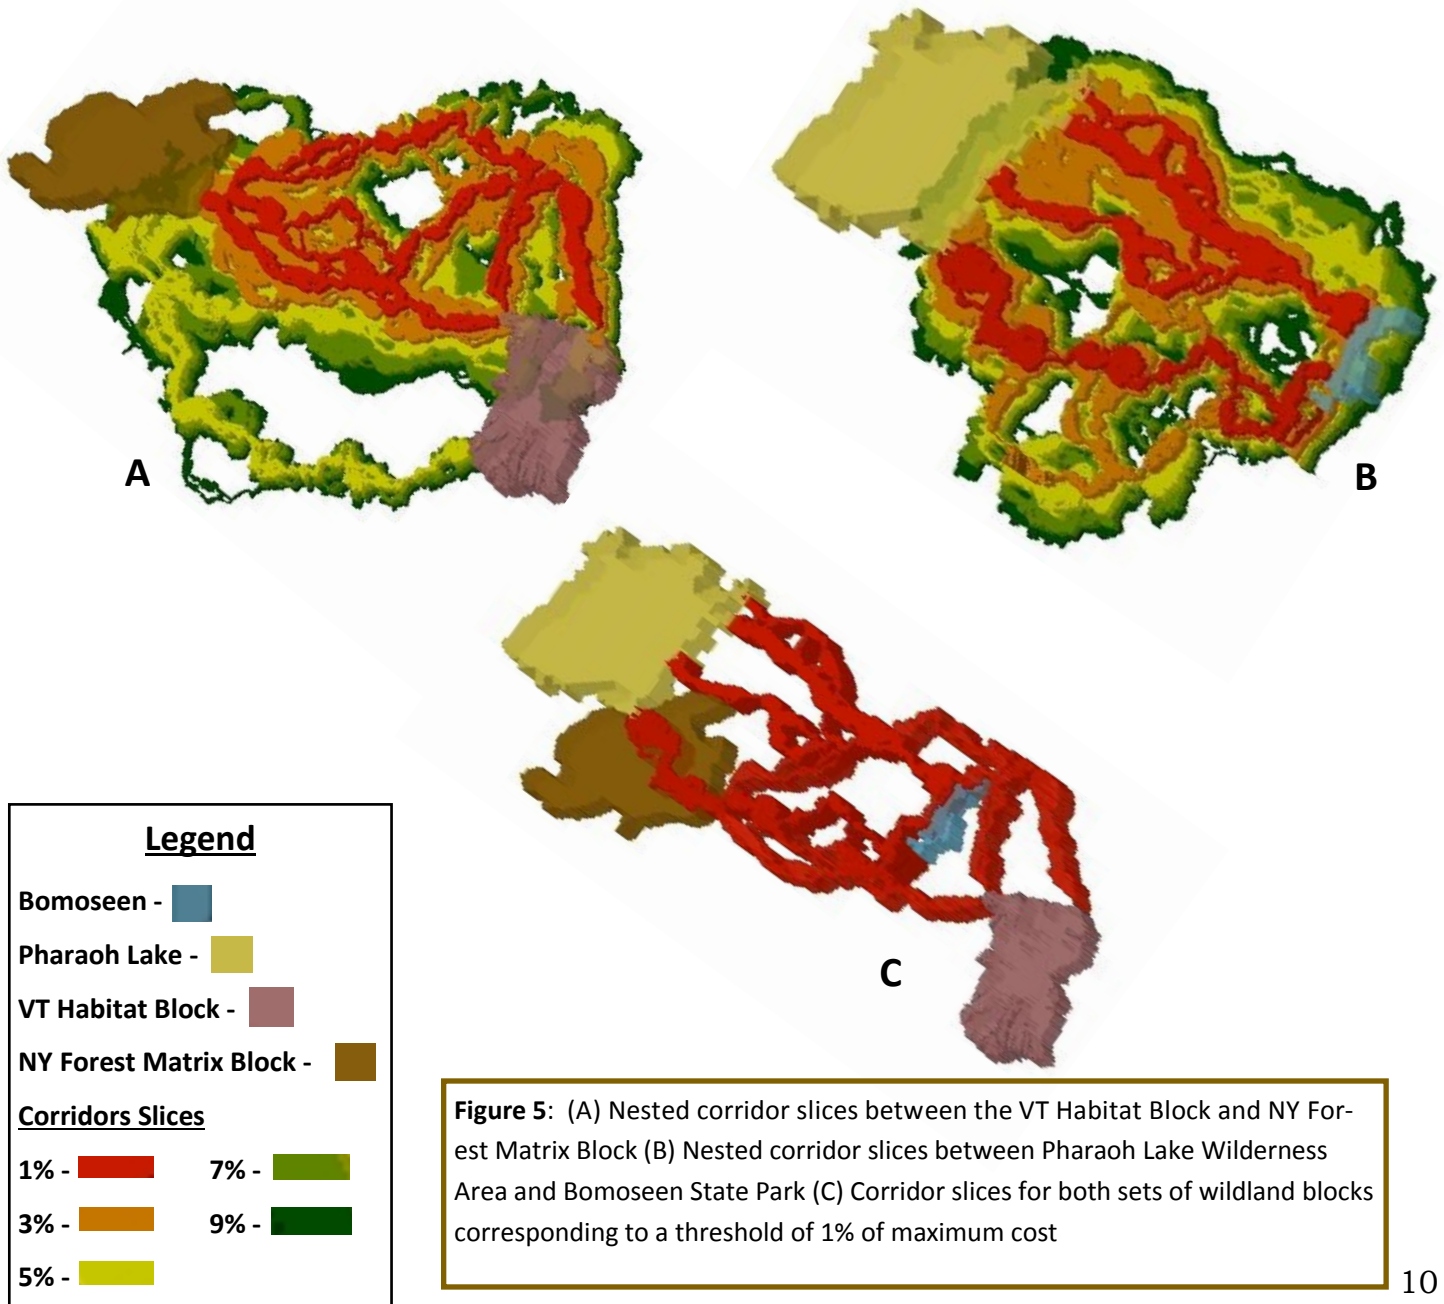 A
B
C
Legend
Bomoseen -
Pharaoh Lake -
VT Habitat Block -
NY Forest Matrix Block -
Corridors Slices
1% - 7% -
3% - 9% -
5% -
Figure 5: (A) Nested corridor slices between the VT Habitat Block and NY For-
est Matrix Block (B) Nested corridor slices between Pharaoh Lake Wilderness
Area and Bomoseen State Park (C) Corridor slices for both sets of wildland blocks
corresponding to a threshold of 1% of maximum cost
10